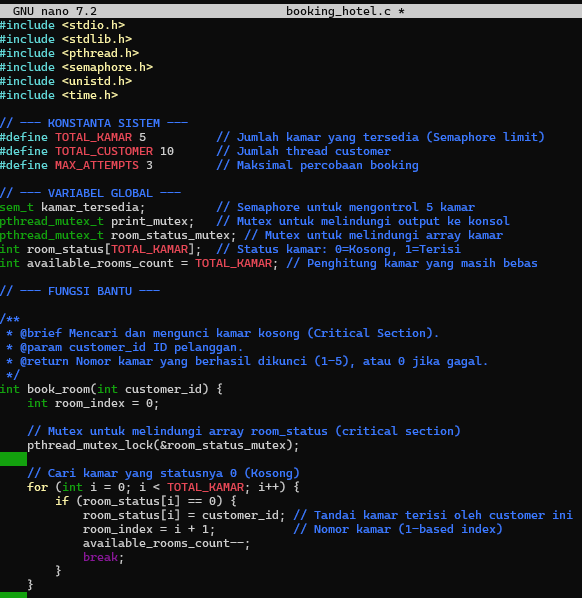 GNU nano 7.2 booking_hotel.c *
#include <stdio.h>
#include <stdlib.h>
#include <pthread.h>
#include <semaphore.h>
#include <unistd.h>
#include <time.h>
// --- KONSTANTA SISTEM ---
#define TOTAL_KAMAR 5 // Jumlah kamar yang tersedia (Semaphore limit)
#define TOTAL_CUSTOMER 10 // Jumlah thread customer
#define MAX_ATTEMPTS 3 // Maksimal percobaan booking
// --- VARIABEL GLOBAL ---
sem_t kamar_tersedia; // Semaphore untuk mengontrol 5 kamar
pthread_mutex_t print_mutex; // Mutex untuk melindungi output ke konsol
pthread_mutex_t room_status_mutex; // Mutex untuk melindungi array kamar
int room_status[TOTAL_KAMAR]; // Status kamar: 0=Kosong, 1=Terisi
int available_rooms_count = TOTAL_KAMAR; // Penghitung kamar yang masih bebas
// --- FUNGSI BANTU ---
/**
 * @brief Mencari dan mengunci kamar kosong (Critical Section).
 * @param customer_id ID pelanggan.
 * @return Nomor kamar yang berhasil dikunci (1-5), atau 0 jika gagal.
 */
int book_room(int customer_id) {
    int room_index = 0;
    // Mutex untuk melindungi array room_status (critical section)
    pthread_mutex_lock(&room_status_mutex);
    // Cari kamar yang statusnya 0 (Kosong)
    for (int i = 0; i < TOTAL_KAMAR; i++) {
        if (room_status[i] == 0) {
            room_status[i] = customer_id; // Tandai kamar terisi oleh customer ini
            room_index = i + 1; // Nomor kamar (1-based index)
            available_rooms_count--;
            break;
        }
    }